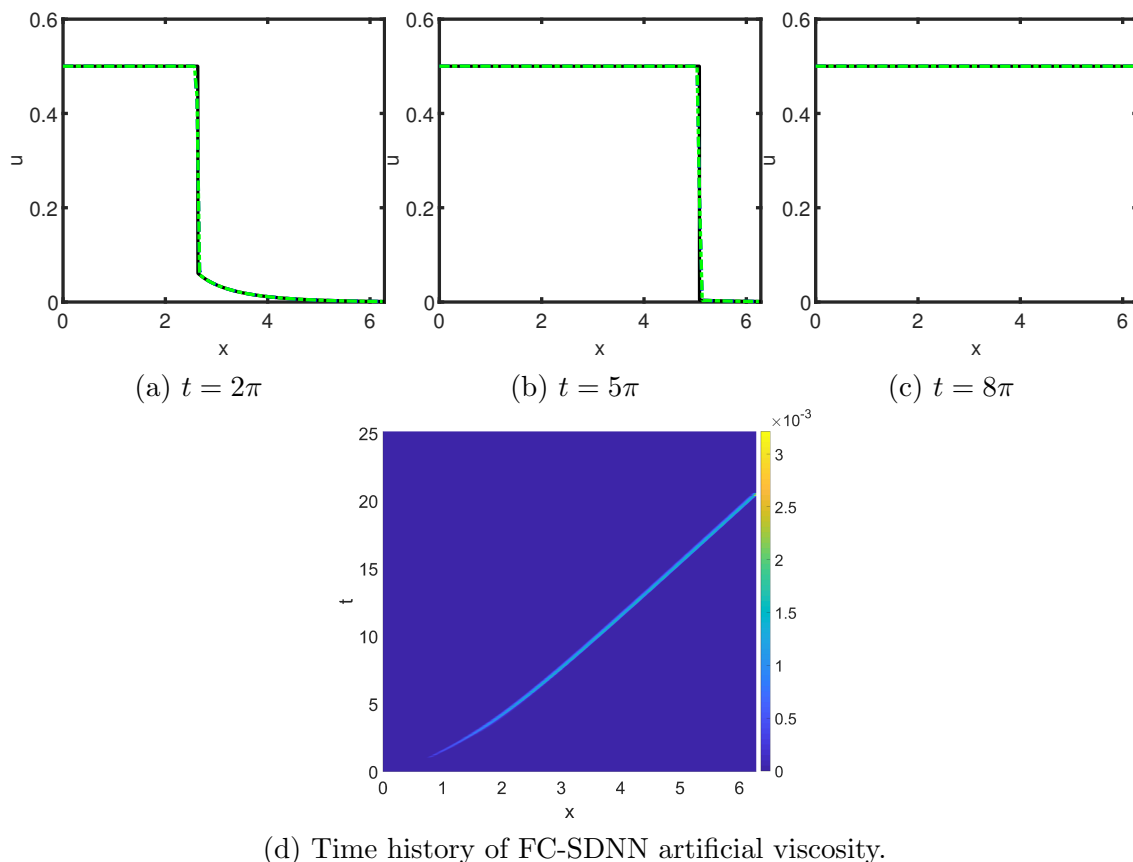 0.6
0.4
0.2
0
u
0 2 4 6
x
(a) t = 2π
0.6
0.4
0.2
0
u
0 2 4 6
x
(b) t = 5π
0.6
0.4
0.2
0
u
0 2 4 6
x
(c) t = 8π
25
20
15
10
5
0
t
0 1 2 3 4 5 6
x
×10⁻³
3
2.5
2
1.5
1
0.5
0
(d) Time history of FC-SDNN artificial viscosity.